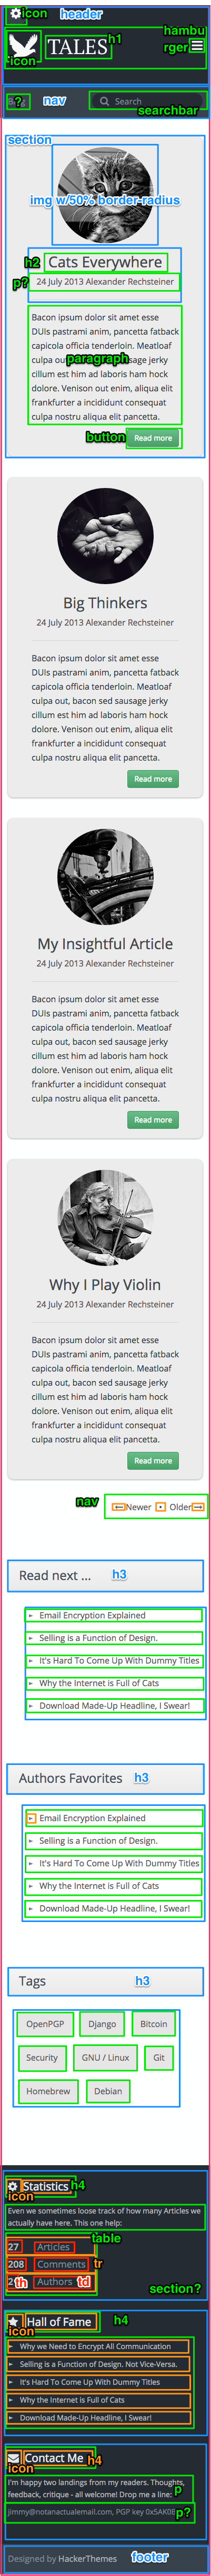 icon header
hambu
rger
icon TALES h1
? nav Search
searchbar
section
img w/50% border-radius
h2 Cats Everywhere
p? 24 July 2013 Alexander Rechsteiner
Bacon ipsum dolor sit amet esse
DUIs pastrami anim, pancetta fatback
capicola officia tenderloin. Meatloaf
culpa ou paragraph sausage jerky
cillum est him ad laboris ham hock
dolore. Venison out enim, aliqua elit
frankfurter a incididunt consequat
culpa nostru aliqua elit pancetta.
button Read more
Big Thinkers
24 July 2013 Alexander Rechsteiner
Bacon ipsum dolor sit amet esse
DUIs pastrami anim, pancetta fatback
capicola officia tenderloin. Meatloaf
culpa out, bacon sed sausage jerky
cillum est him ad laboris ham hock
dolore. Venison out enim, aliqua elit
frankfurter a incididunt consequat
culpa nostru aliqua elit pancetta.
Read more
My Insightful Article
24 July 2013 Alexander Rechsteiner
Bacon ipsum dolor sit amet esse
DUIs pastrami anim, pancetta fatback
capicola officia tenderloin. Meatloaf
culpa out, bacon sed sausage jerky
cillum est him ad laboris ham hock
dolore. Venison out enim, aliqua elit
frankfurter a incididunt consequat
culpa nostru aliqua elit pancetta.
Read more
Why I Play Violin
24 July 2013 Alexander Rechsteiner
Bacon ipsum dolor sit amet esse
DUIs pastrami anim, pancetta fatback
capicola officia tenderloin. Meatloaf
culpa out, bacon sed sausage jerky
cillum est him ad laboris ham hock
dolore. Venison out enim, aliqua elit
frankfurter a incididunt consequat
culpa nostru aliqua elit pancetta.
Read more
nav ← Newer • Older →
Read next ... h3
Email Encryption Explained
Selling is a Function of Design.
It's Hard To Come Up With Dummy Titles
Why the Internet is Full of Cats
Download Made-Up Headline, I Swear!
Authors Favorites h3
Email Encryption Explained
Selling is a Function of Design.
It's Hard To Come Up With Dummy Titles
Why the Internet is Full of Cats
Download Made-Up Headline, I Swear!
Tags h3
OpenPGP Django Bitcoin
Security GNU / Linux Git
Homebrew Debian
Statistics h4
icon
Even we sometimes loose track of how many Articles we
actually have here. This one help:
table
27 Articles
208 Comments tr
2 th Authors td
section?
Hall of Fame h4
icon
Why we Need to Encrypt All Communication
Selling is a Function of Design. Not Vice-Versa.
It's Hard To Come Up With Dummy Titles
Why the Internet is Full of Cats
Download Made-Up Headline, I Swear!
Contact Me h4
icon
I'm happy two landings from my readers. Thoughts,
feedback, critique - all welcome! Drop me a line: p
jimmy@notanactualemail.com, PGP key 0x5AK0E p?
footer
Designed by HackerThemes